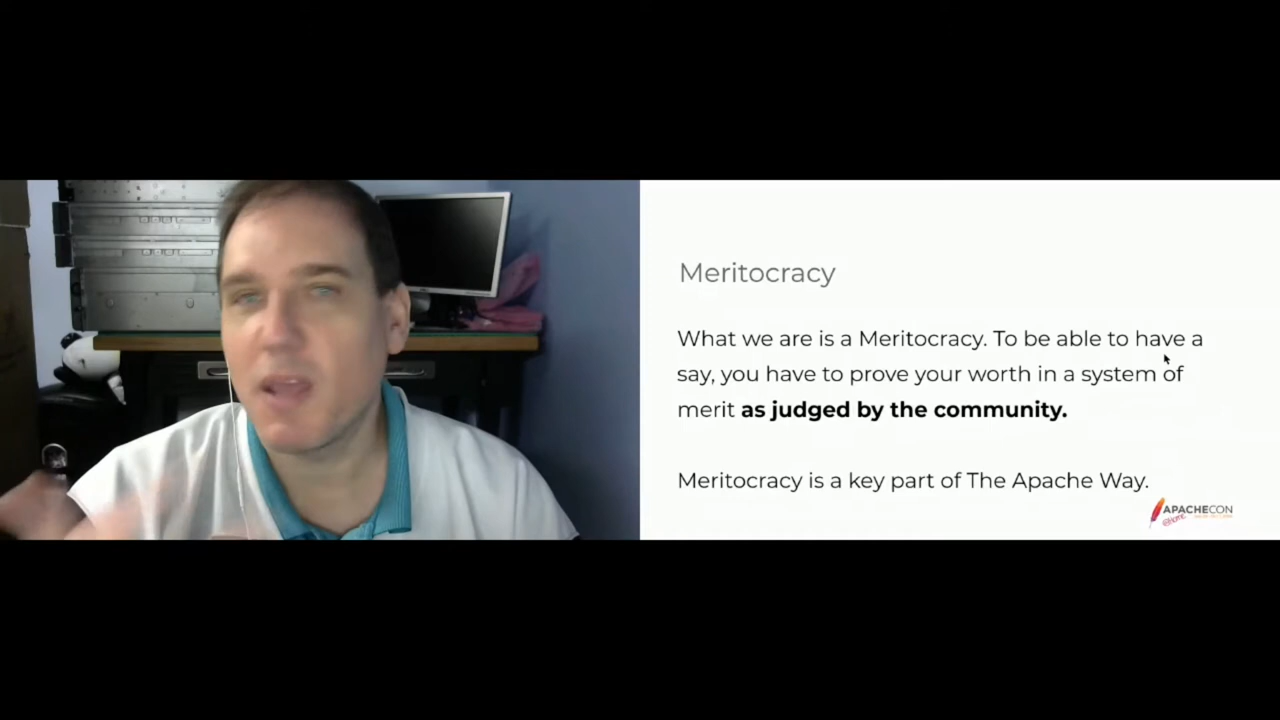 Meritocracy
What we are is a Meritocracy. To be able to have a
say, you have to prove your worth in a system of
merit as judged by the community.
Meritocracy is a key part of The Apache Way.
APACHECON
@Home